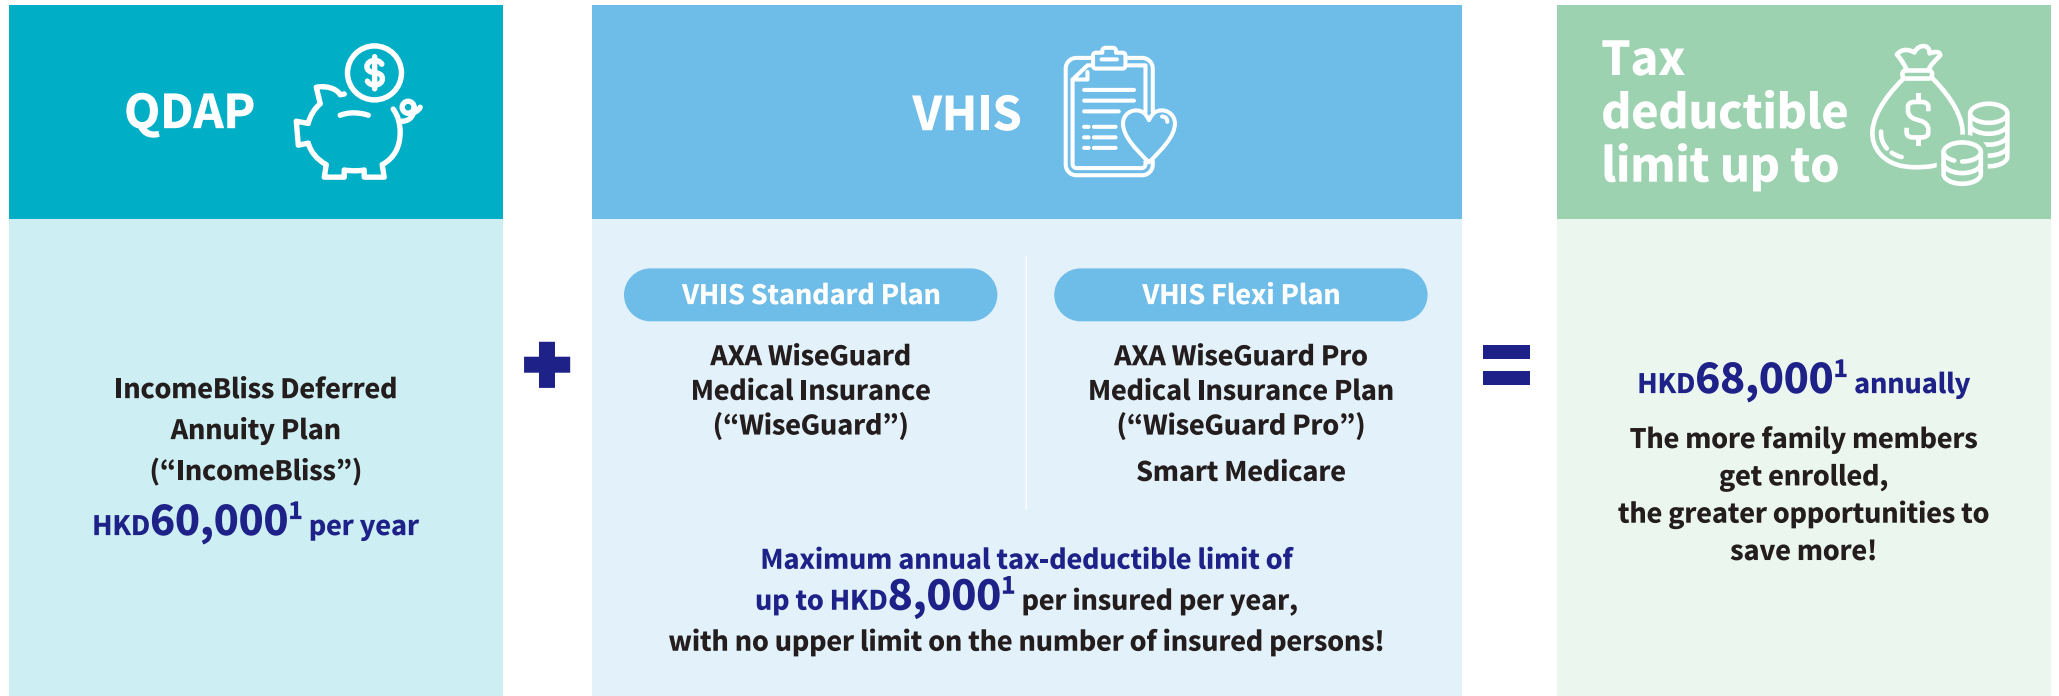 QDAP
IncomeBliss Deferred
Annuity Plan
(“IncomeBliss”)
HKD60,000¹ per year
VHIS
VHIS Standard Plan
AXA WiseGuard
Medical Insurance
(“WiseGuard”)
VHIS Flexi Plan
AXA WiseGuard Pro
Medical Insurance Plan
(“WiseGuard Pro”)
Smart Medicare
Maximum annual tax-deductible limit of
up to HKD8,000¹ per insured per year,
with no upper limit on the number of insured persons!
Tax
deductible
limit up to
HKD68,000¹ annually
The more family members
get enrolled,
the greater opportunities to
save more!